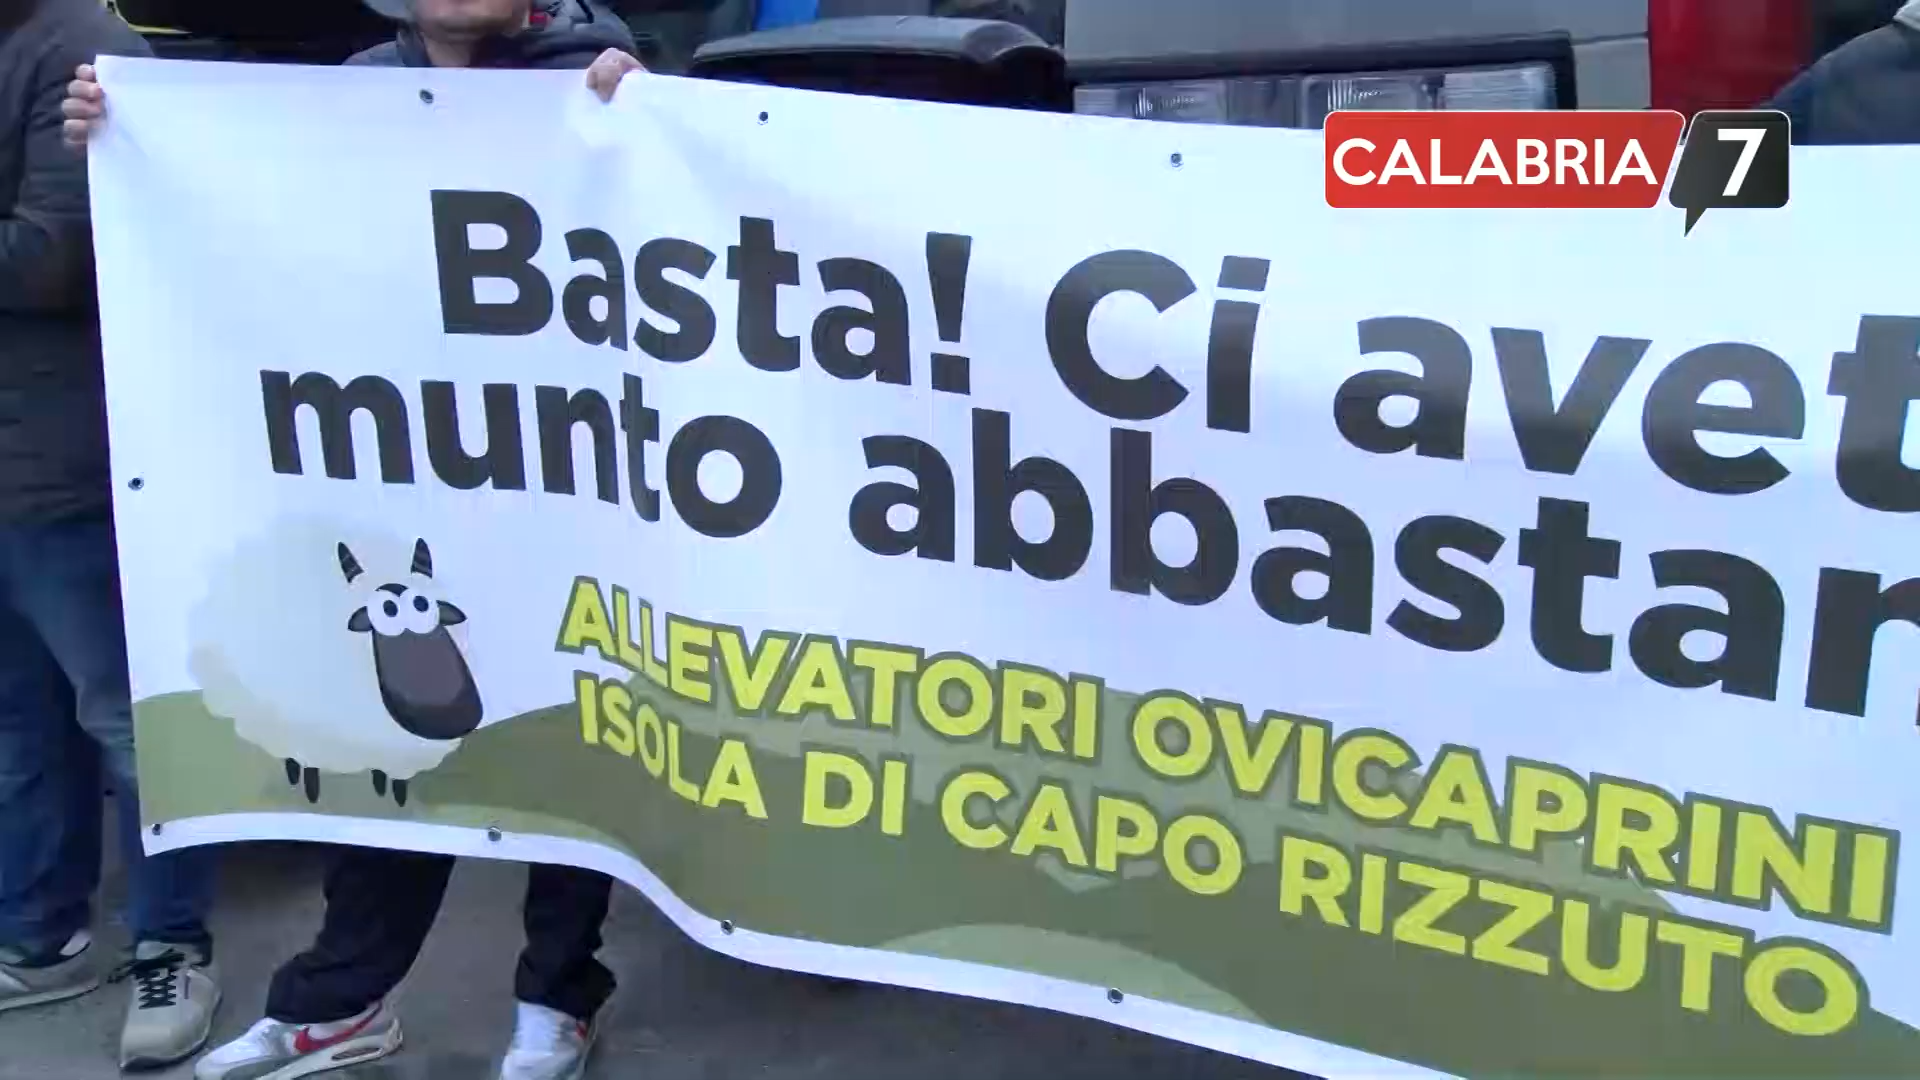 CALABRIA 7
Basta! Ci avet
munto abbastan
ALLEVATORI OVICAPRINI
ISOLA DI CAPO RIZZUTO